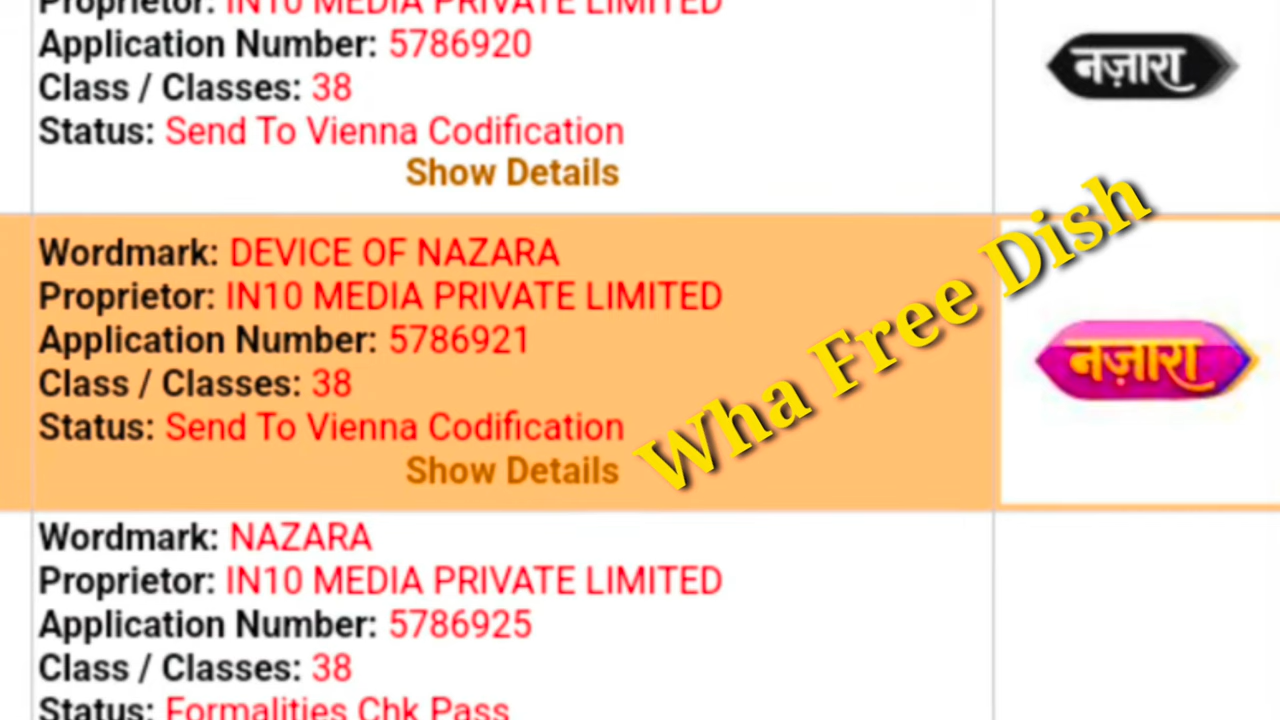 Proprietor: IN10 MEDIA PRIVATE LIMITED
Application Number: 5786920
Class / Classes: 38
Status: Send To Vienna Codification
Show Details
नज़ारा
Wordmark: DEVICE OF NAZARA
Proprietor: IN10 MEDIA PRIVATE LIMITED
Application Number: 5786921
Class / Classes: 38
Status: Send To Vienna Codification
Show Details
नज़ारा
Wha Free Dish
Wordmark: NAZARA
Proprietor: IN10 MEDIA PRIVATE LIMITED
Application Number: 5786925
Class / Classes: 38
Status: Formalities Chk Pass